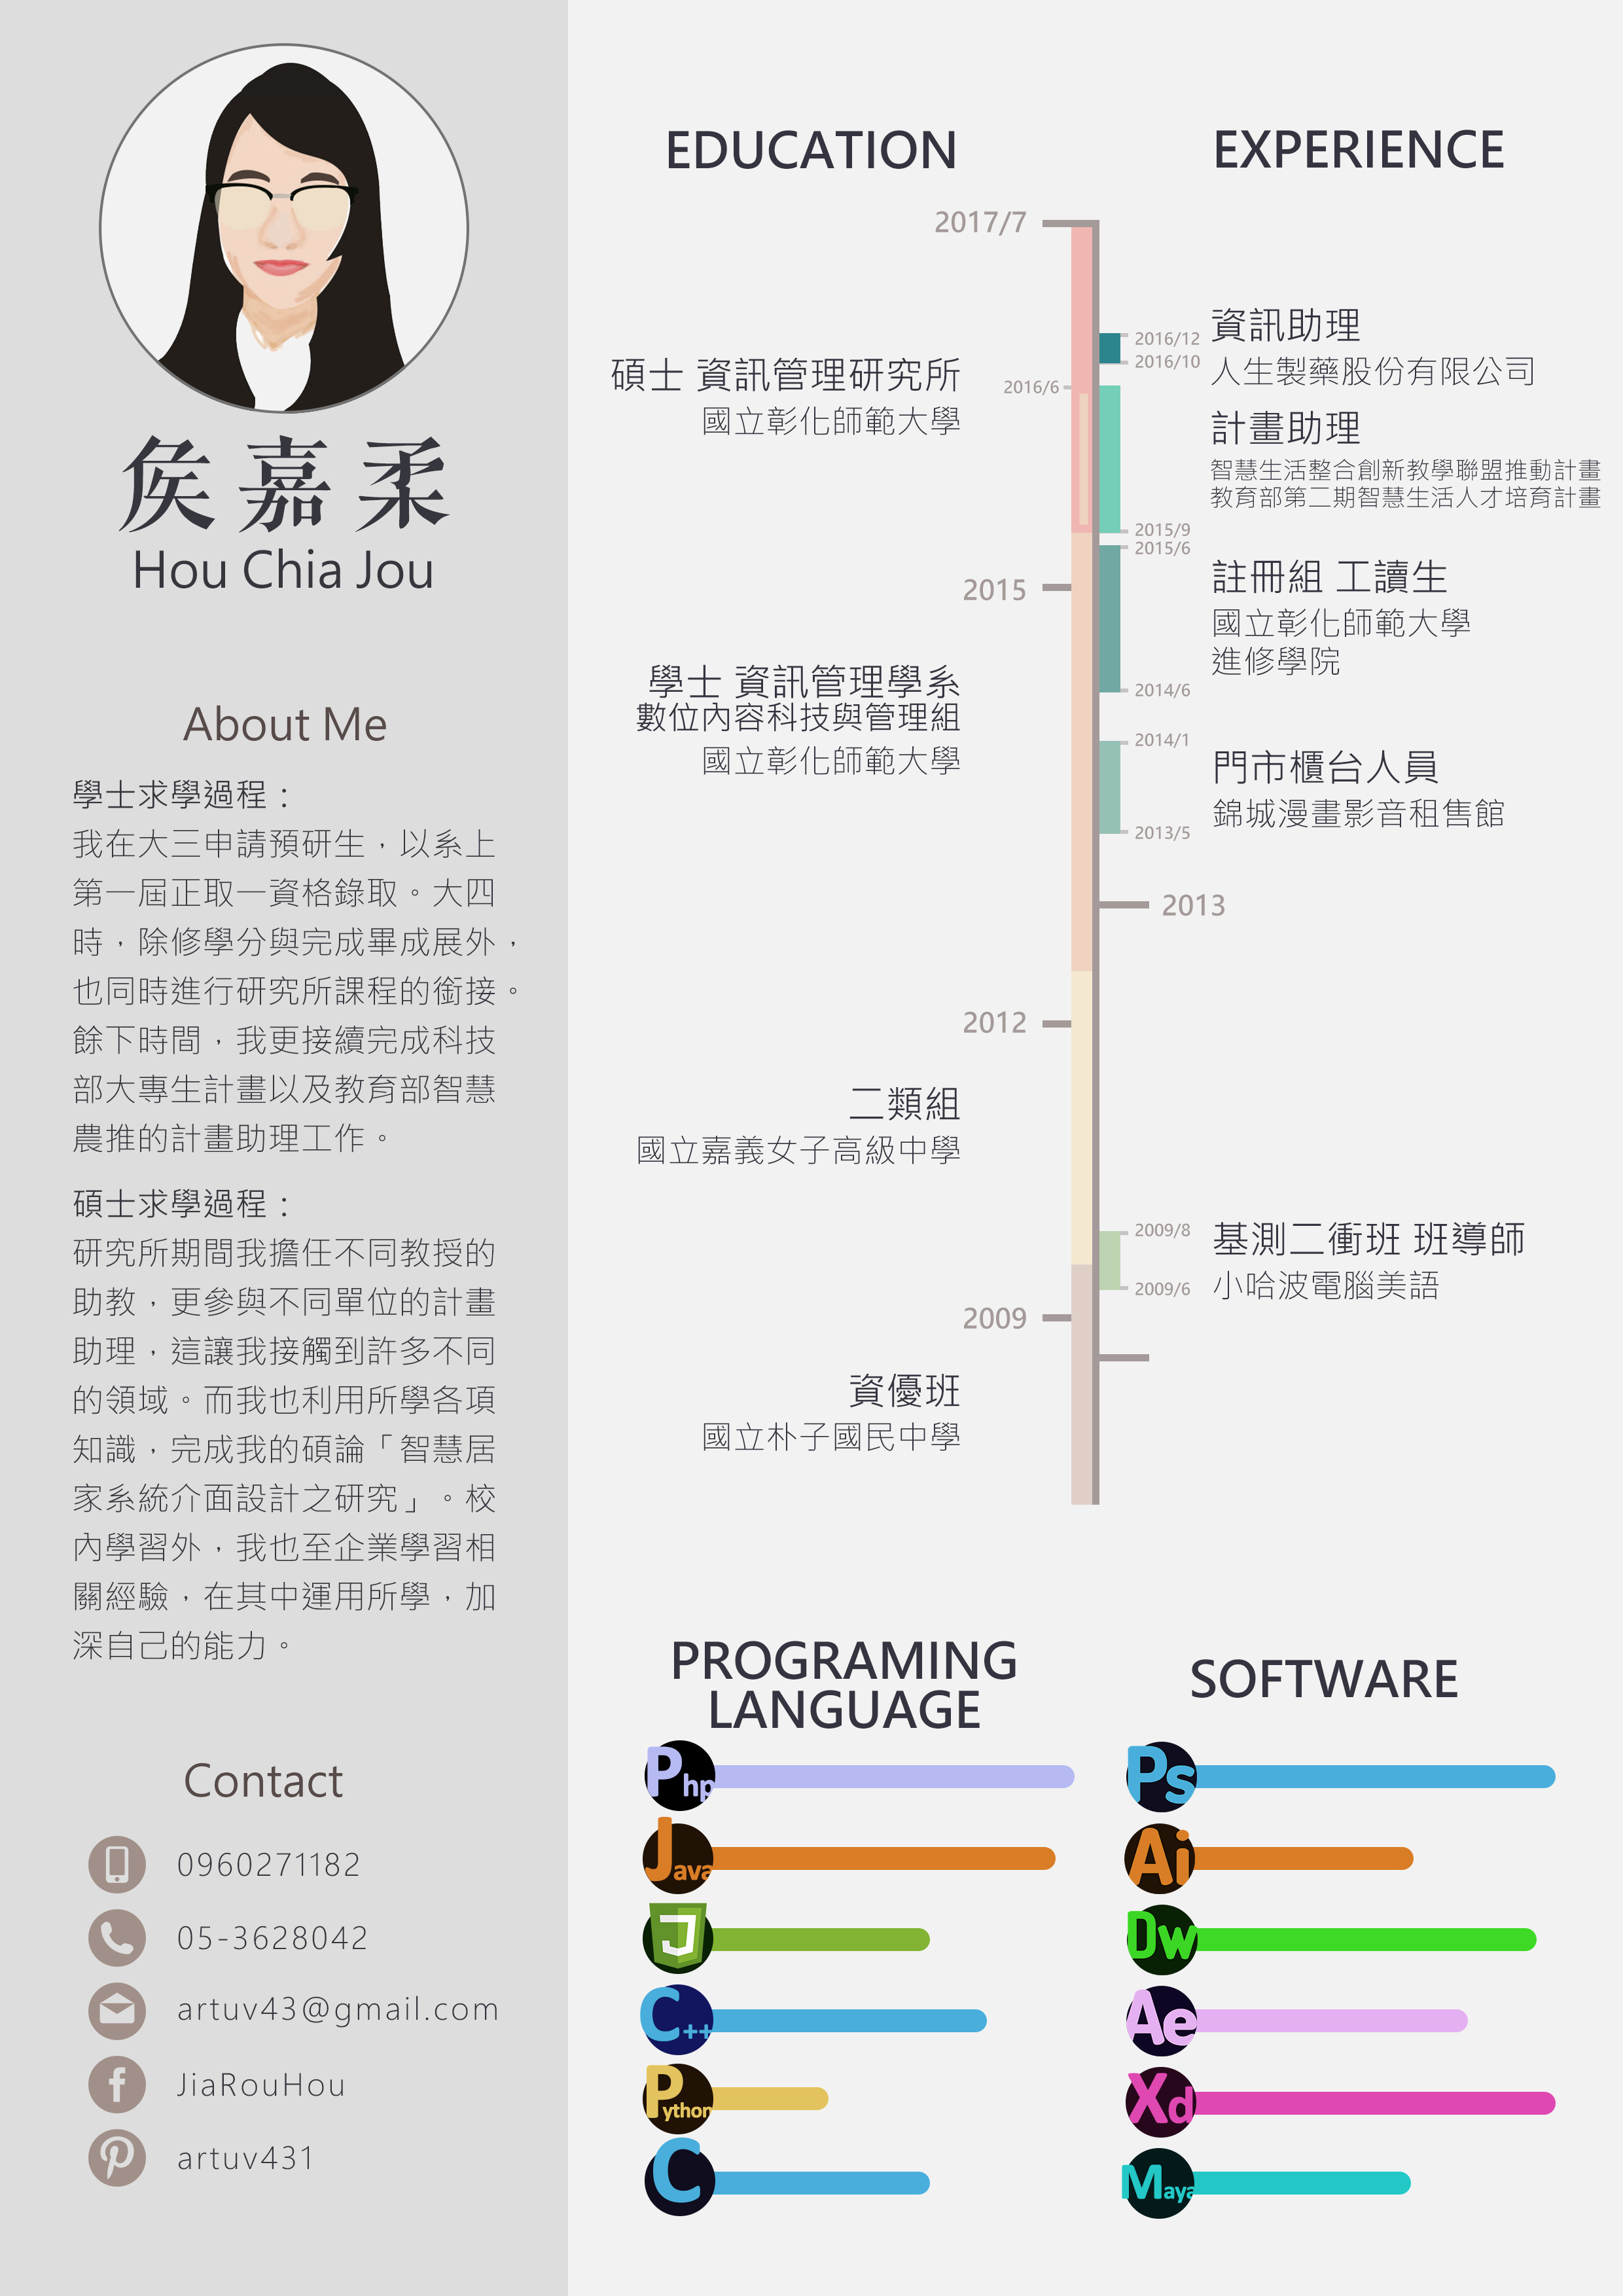 侯嘉柔
Hou Chia Jou
About Me
學士求學過程：
我在大三申請預研生，以系上
第一屆正取一資格錄取。大四
時，除修學分與完成畢成展外，
也同時進行研究所課程的銜接。
餘下時間，我更接續完成科技
部大專生計畫以及教育部智慧
農推的計畫助理工作。
碩士求學過程：
研究所期間我擔任不同教授的
助教，更參與不同單位的計畫
助理，這讓我接觸到許多不同
的領域。而我也利用所學各項
知識，完成我的碩論「智慧居
家系統介面設計之研究」。校
內學習外，我也至企業學習相
關經驗，在其中運用所學，加
深自己的能力。
Contact
0960271182
05-3628042
artuv43@gmail.com
JiaRouHou
artuv431
EDUCATION
2017/7
碩士 資訊管理研究所
國立彰化師範大學
2016/6
2015
學士 資訊管理學系
數位內容科技與管理組
國立彰化師範大學
2012
二類組
國立嘉義女子高級中學
2009
資優班
國立朴子國民中學
EXPERIENCE
2016/12
2016/10
資訊助理
人生製藥股份有限公司
計畫助理
智慧生活整合創新教學聯盟推動計畫
教育部第二期智慧生活人才培育計畫
2015/9
2015/6
註冊組 工讀生
國立彰化師範大學
進修學院
2014/6
2014/1
門市櫃台人員
錦城漫畫影音租售館
2013/5
2013
2009/8
基測二衝班 班導師
小哈波電腦美語
2009/6
PROGRAMING
LANGUAGE
Php
Java
J
C++
Python
C
SOFTWARE
Ps
Ai
Dw
Ae
Xd
Maya